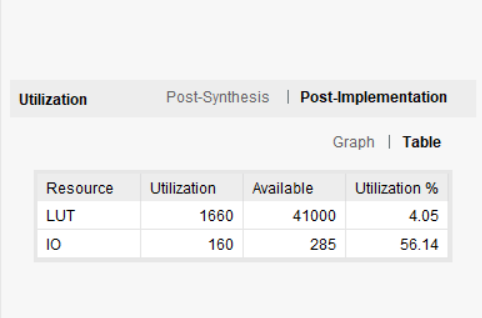 Utilization Post-Synthesis | Post-Implementation
Graph | Table
Resource Utilization Available Utilization %
LUT 1660 41000 4.05
IO 160 285 56.14